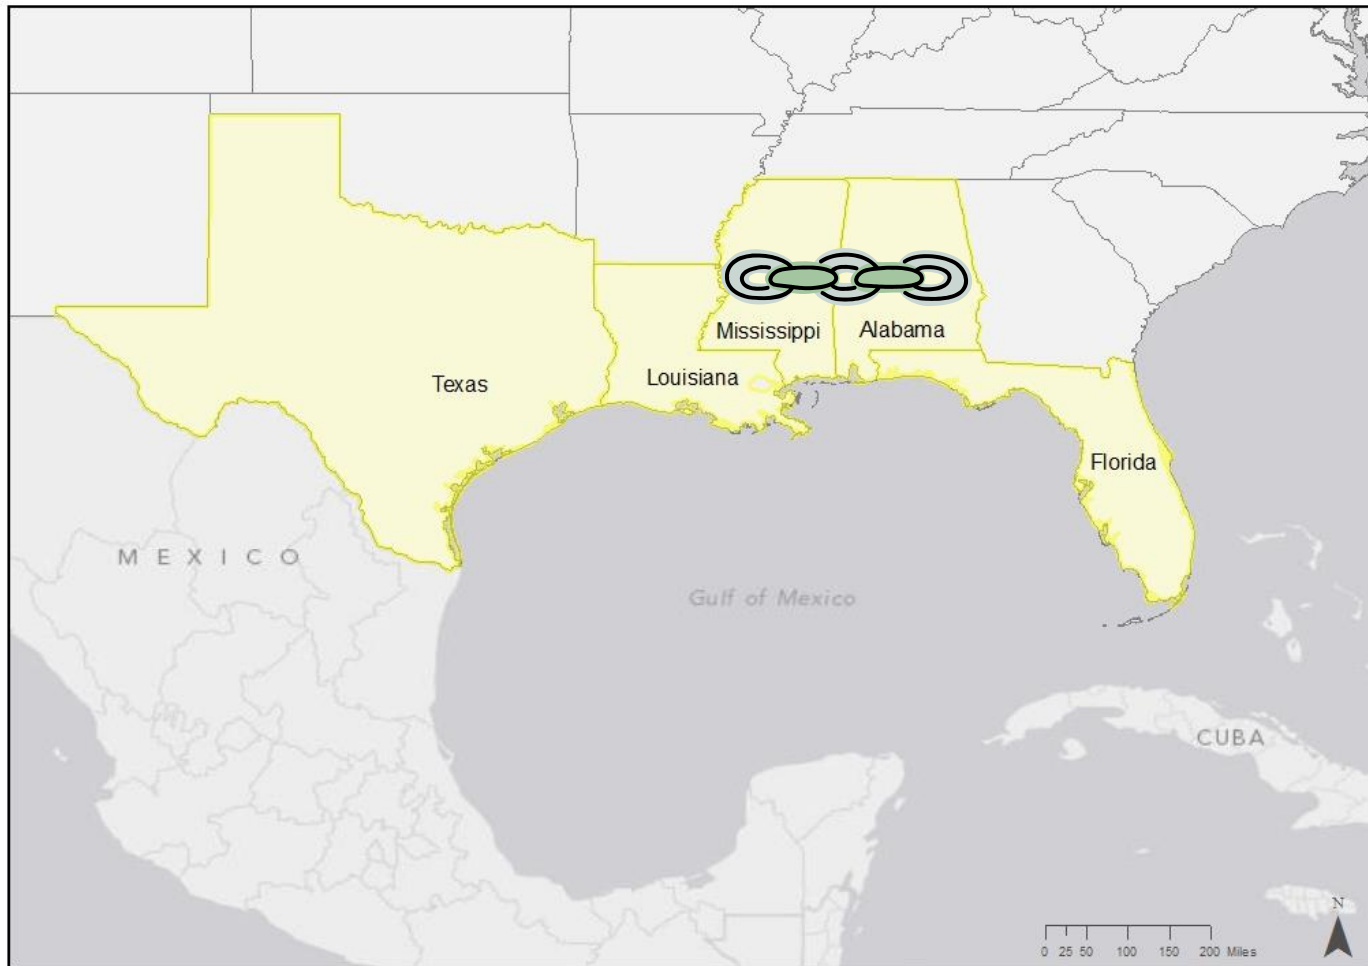 Mississippi
Alabama
Texas
Louisiana
Florida
MEXICO
Gulf of Mexico
CUBA
N
0 25 50 100 150 200 Miles